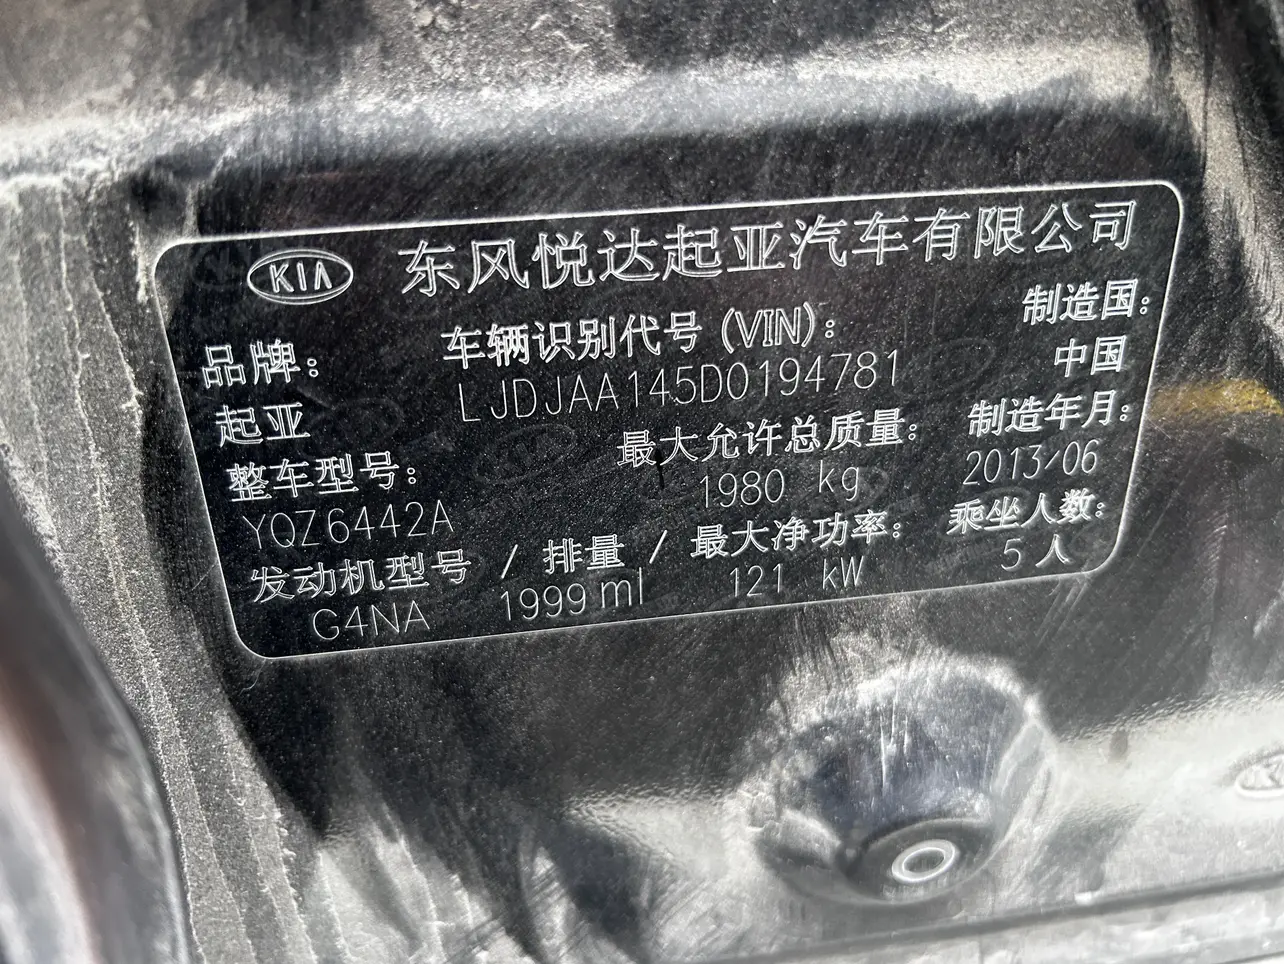 KIA 东风悦达起亚汽车有限公司
品牌: 车辆识别代号 (VIN): 制造国:
起亚 LJDJAA145D0194781 中国
整车型号: 最大允许总质量: 制造年月:
YQZ6442A 1980 kg 2013/06
发动机型号 / 排量 / 最大净功率: 乘坐人数:
G4NA 1999ml 121 kW 5人